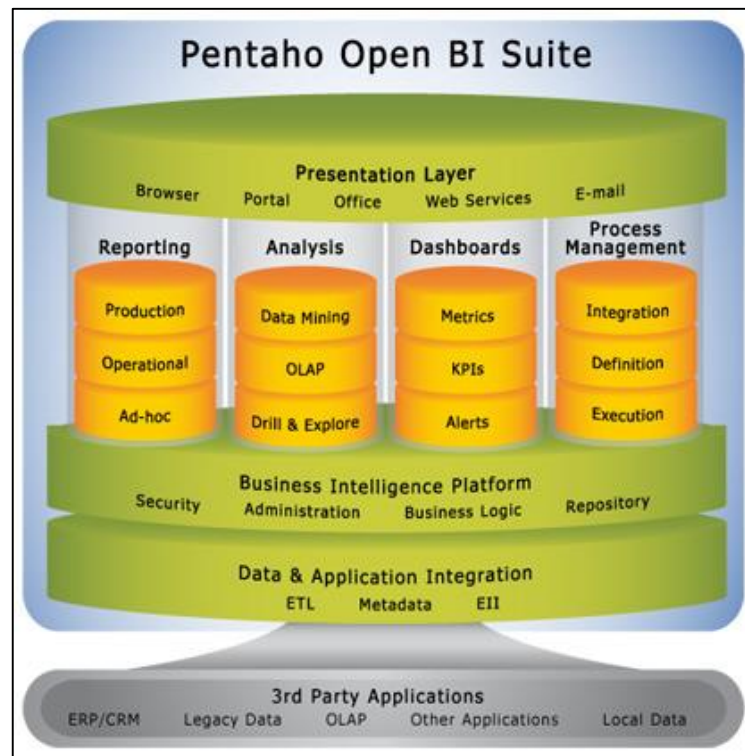 Pentaho Open BI Suite
Presentation Layer
Browser Portal Office Web Services E-mail
Reporting
Production
Operational
Ad-hoc
Analysis
Data Mining
OLAP
Drill & Explore
Dashboards
Metrics
KPIs
Alerts
Process
Management
Integration
Definition
Execution
Business Intelligence Platform
Security Administration Business Logic Repository
Data & Application Integration
ETL Metadata EII
3rd Party Applications
ERP/CRM Legacy Data OLAP Other Applications Local Data